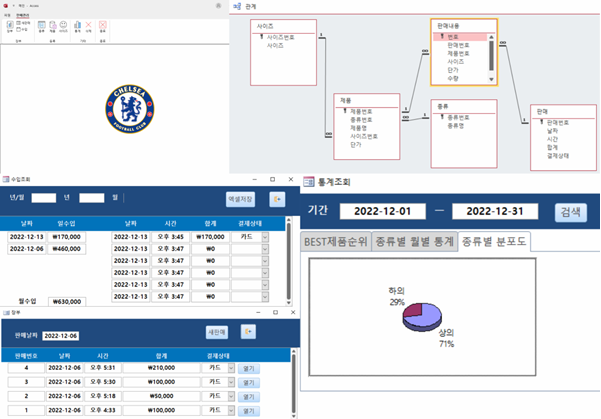 CHELSEA
FOOTBALL CLUB
관계
사이즈
사이즈번호
사이즈
제품
제품번호
종류번호
제품명
사이즈번호
단가
판매내용
번호
판매번호
제품번호
사이즈
단가
수량
종류
종류번호
종류명
판매
판매번호
날짜
시간
합계
결제상태
수입조회
년/월 년 월 엑셀저장
날짜 일수입 날짜 시간 합계 결제상태
2022-12-13 ₩170,000 2022-12-13 오후 3:47 ₩170,000 카드
2022-12-06 ₩460,000 2022-12-13 오후 3:47 ₩0
2022-12-13 오후 3:47 ₩0
2022-12-13 오후 3:47 ₩0
2022-12-13 오후 3:47 ₩0
2022-12-13 오후 3:47 ₩0
월수입 ₩630,000
장부
판매날짜 2022-12-06 새판매
판매번호 날짜 시간 합계 결제상태
4 2022-12-06 오후 5:31 ₩210,000 카드 열기
3 2022-12-06 오후 5:30 ₩100,000 카드 열기
2 2022-12-06 오후 5:18 ₩50,000 카드 열기
1 2022-12-06 오후 4:33 ₩100,000 카드 열기
통계조회
기간 2022-12-01 — 2022-12-31 검색
BEST제품순위 종류별 월별 통계 종류별 분포도
하의
29%
상의
71%